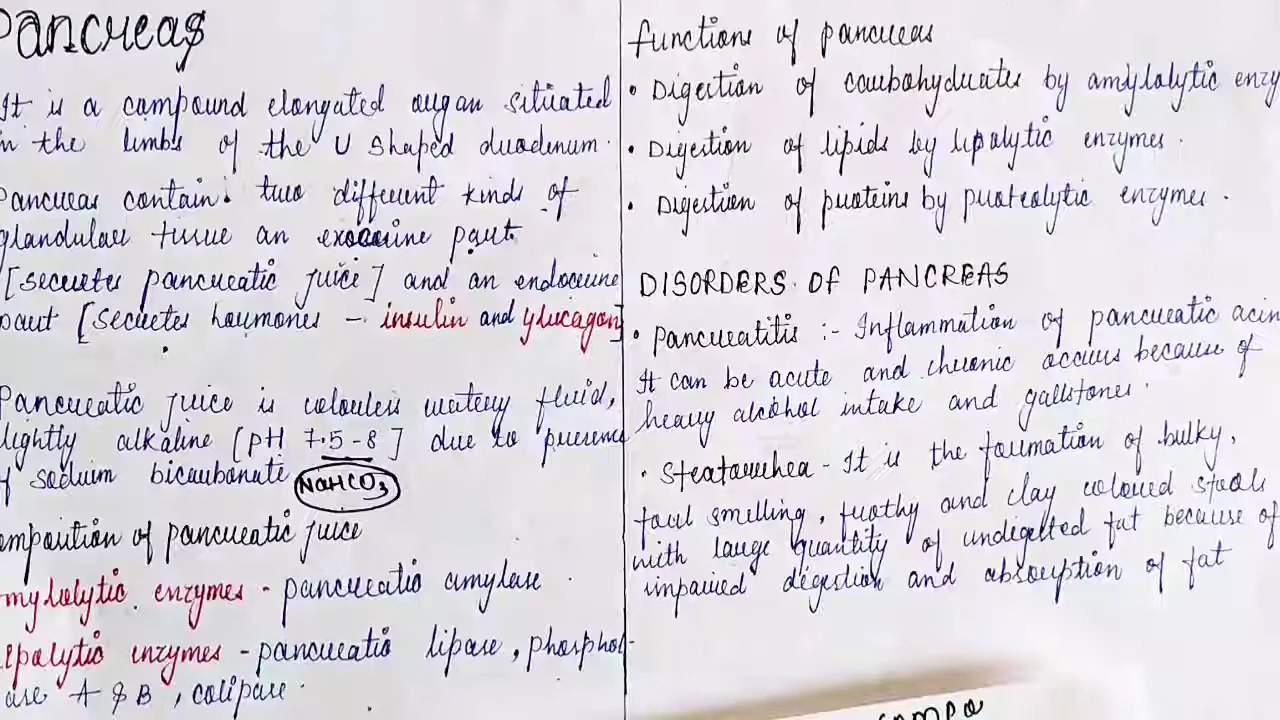 Pancreas
It is a compound elongated organ situated
in the limbs of the U shaped duodenum.
Pancreas contain two different kinds of
glandular tissue an exocrine part
[secretes pancreatic juice] and an endocrine
part [secretes hormones - insulin and glucagon]
Pancreatic juice is colourless watery fluid,
lightly alkaline [pH 7.5-8] due to presence
of sodium bicarbonate NaHCO3
omposition of pancreatic juice
mylolytic enzymes - pancreatic amylase
lipolytic enzymes - pancreatic lipase, phosphol-
ase A & B, colipase.
functions of pancreas
• Digestion of carbohydrates by amylolytic enzy
• Digestion of lipids by lipolytic enzymes.
• Digestion of proteins by proteolytic enzymes.
DISORDERS OF PANCREAS
• Pancreatitis :- Inflammation of pancreatic acin
It can be acute and chronic occurs because of
heavy alcohol intake and gallstones.
• Steatorrhea - It is the formation of bulky,
foul smelling, frothy and clay coloured stools
with large quantity of undigested fat because of
impaired digestion and absorption of fat